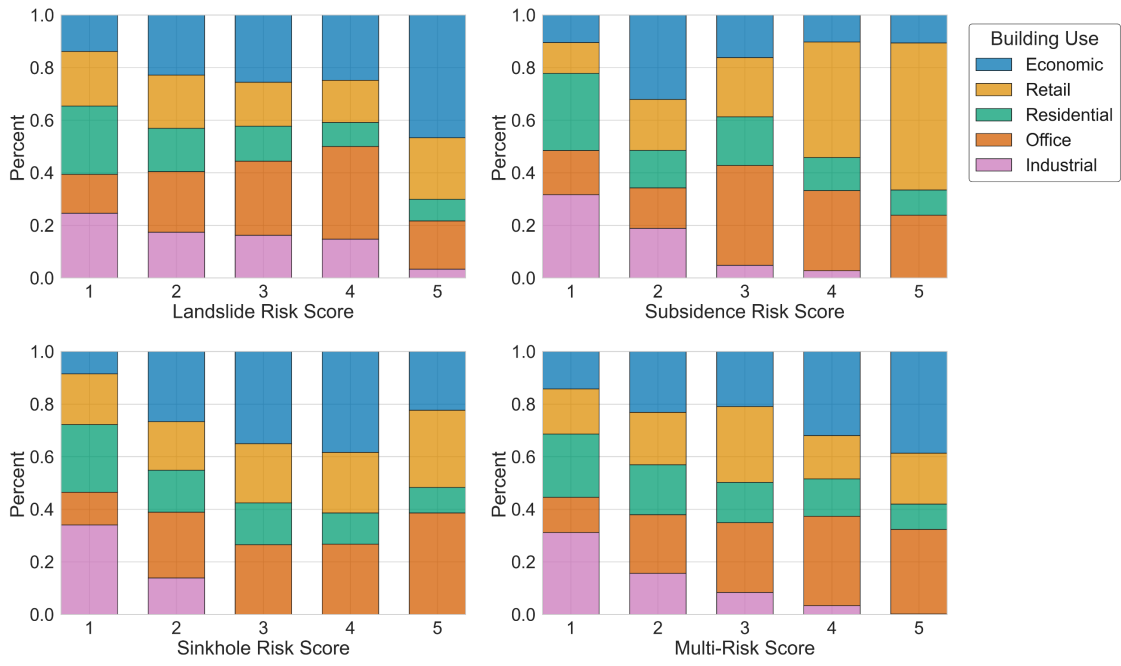 1.0
0.8
0.6
0.4
0.2
0.0
Percent
1 2 3 4 5
Landslide Risk Score
1.0
0.8
0.6
0.4
0.2
0.0
Percent
1 2 3 4 5
Subsidence Risk Score
Building Use
Economic
Retail
Residential
Office
Industrial
1.0
0.8
0.6
0.4
0.2
0.0
Percent
1 2 3 4 5
Sinkhole Risk Score
1.0
0.8
0.6
0.4
0.2
0.0
Percent
1 2 3 4 5
Multi-Risk Score